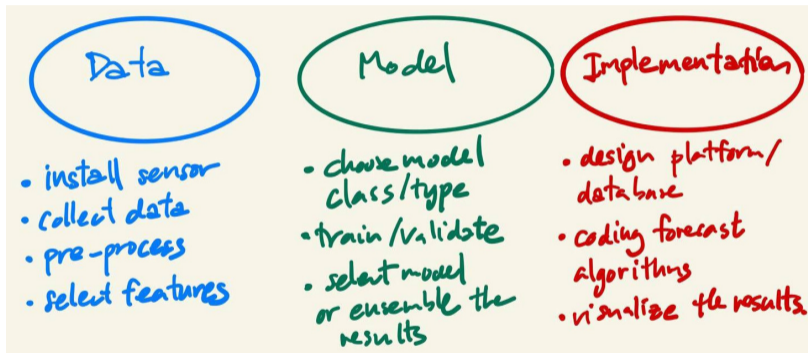 Data
• install sensor
• collect data
• pre-process
• select features
Model
• choose model
class/type
• train/validate
• select model
or ensemble the
results
Implementation
• design platform/
database
• coding forecast
algorithms
• visualize the results.